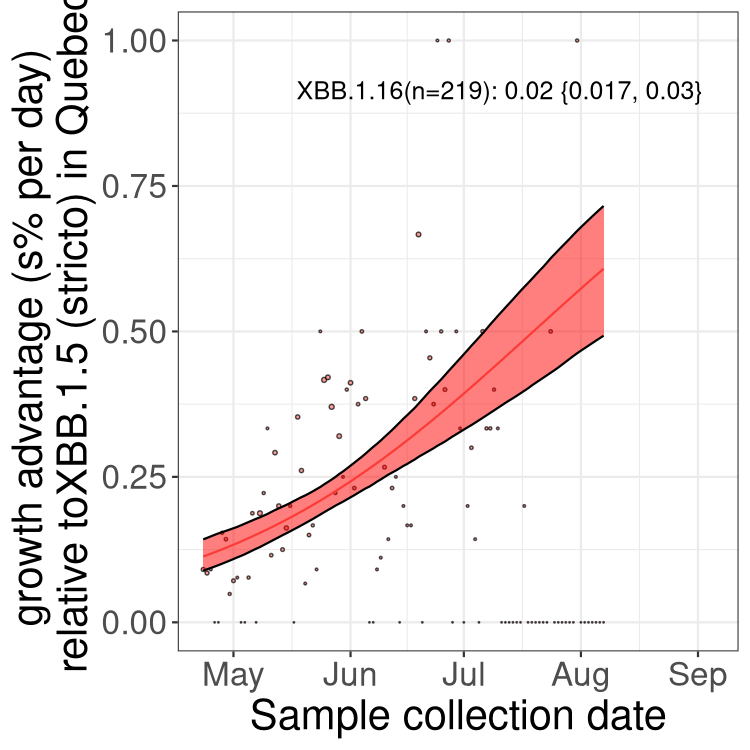 growth advantage (s% per day)
relative toXBB.1.5 (stricto) in Quebec
1.00
XBB.1.16(n=219): 0.02 {0.017, 0.03}
0.75
0.50
0.25
0.00
May Jun Jul Aug Sep
Sample collection date